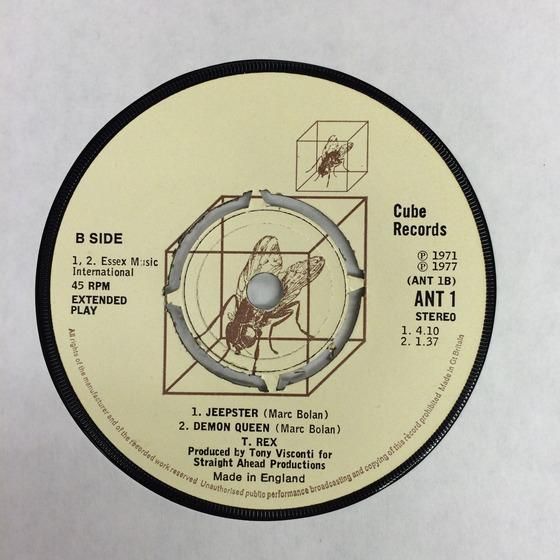 Cube
Records
B SIDE
1, 2. Essex Music
International
45 RPM
EXTENDED
PLAY
℗ 1971
℗ 1977
(ANT 1B)
ANT 1
STEREO
1. 4.10
2. 1.37
1. JEEPSTER (Marc Bolan)
2. DEMON QUEEN (Marc Bolan)
T. REX
Produced by Tony Visconti for
Straight Ahead Productions
Made in England
All rights of the manufacturer and of the owner of the recorded work reserved Unauthorised public performance broadcasting and copying of this record prohibited Made in Gt Britain